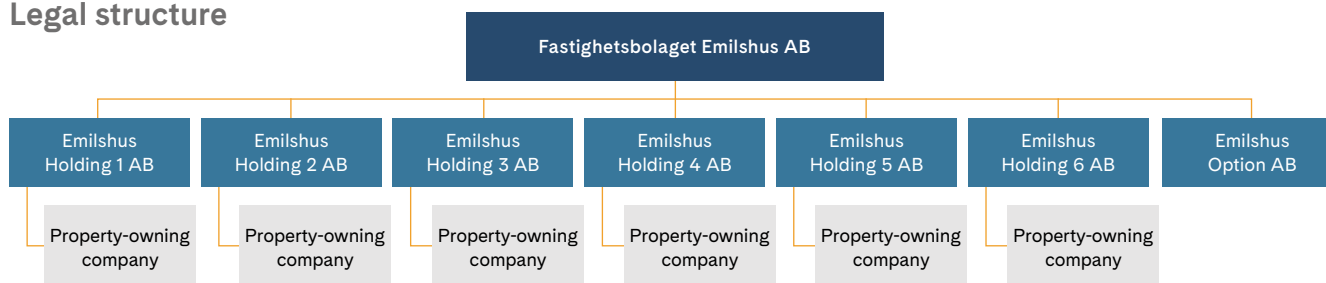 Legal structure
Fastighetsbolaget Emilshus AB
Emilshus
Holding 1 AB
Emilshus
Holding 2 AB
Emilshus
Holding 3 AB
Emilshus
Holding 4 AB
Emilshus
Holding 5 AB
Emilshus
Holding 6 AB
Emilshus
Option AB
Property-owning
company
Property-owning
company
Property-owning
company
Property-owning
company
Property-owning
company
Property-owning
company